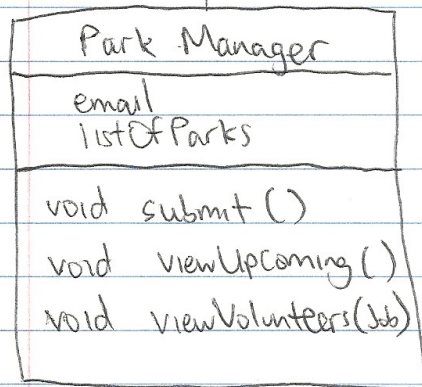 Park Manager
email
listOfParks
void submit()
void viewUpcoming()
void viewVolunteers(Job)